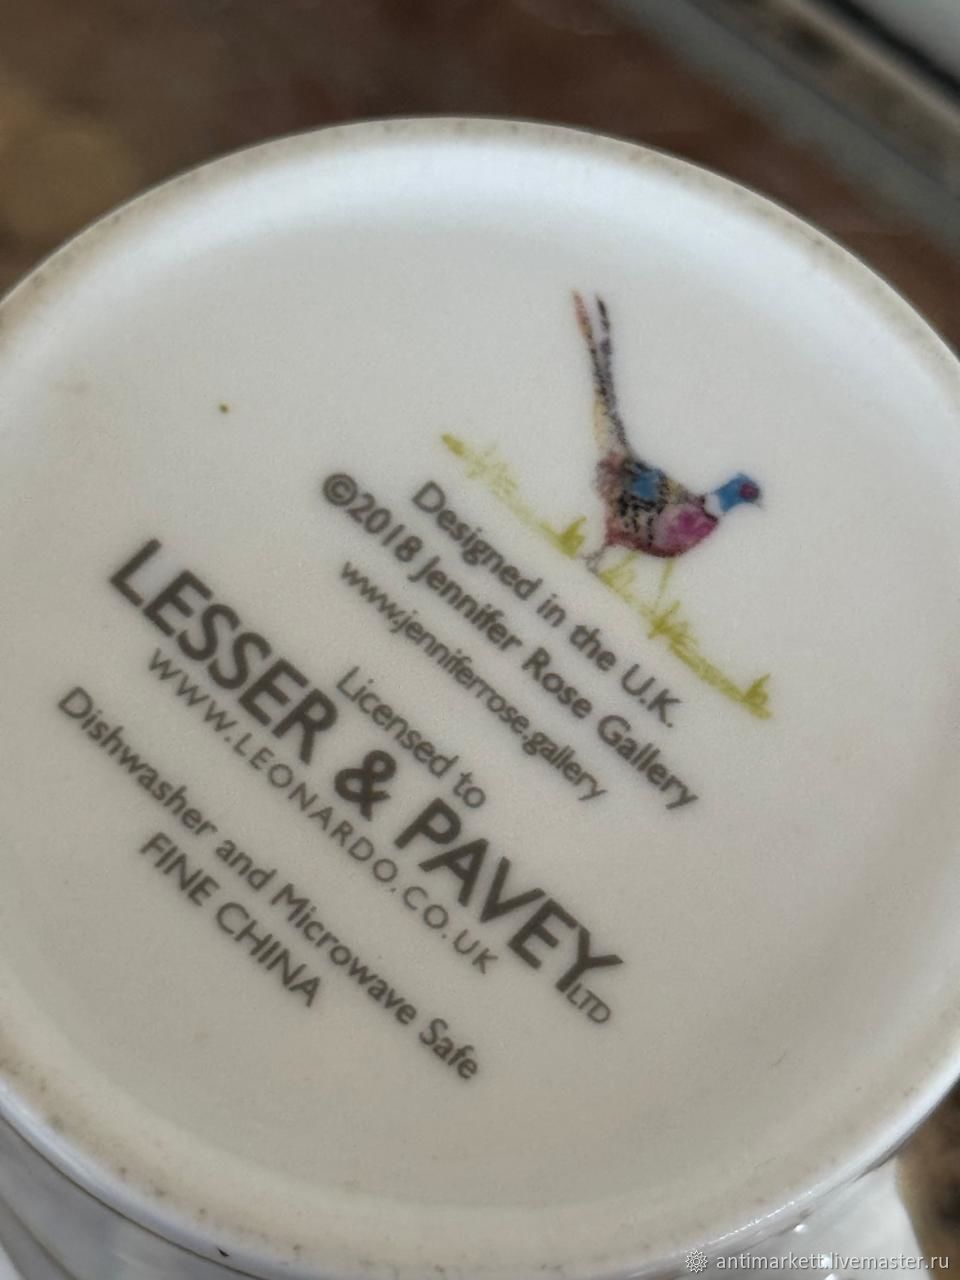 Designed in the U.K.
©2018 Jennifer Rose Gallery
www.jenniferrose.gallery
Licensed to
LESSER & PAVEY LTD
WWW.LEONARDO.CO.UK
Dishwasher and Microwave Safe
FINE CHINA
antimarkett.livemaster.ru